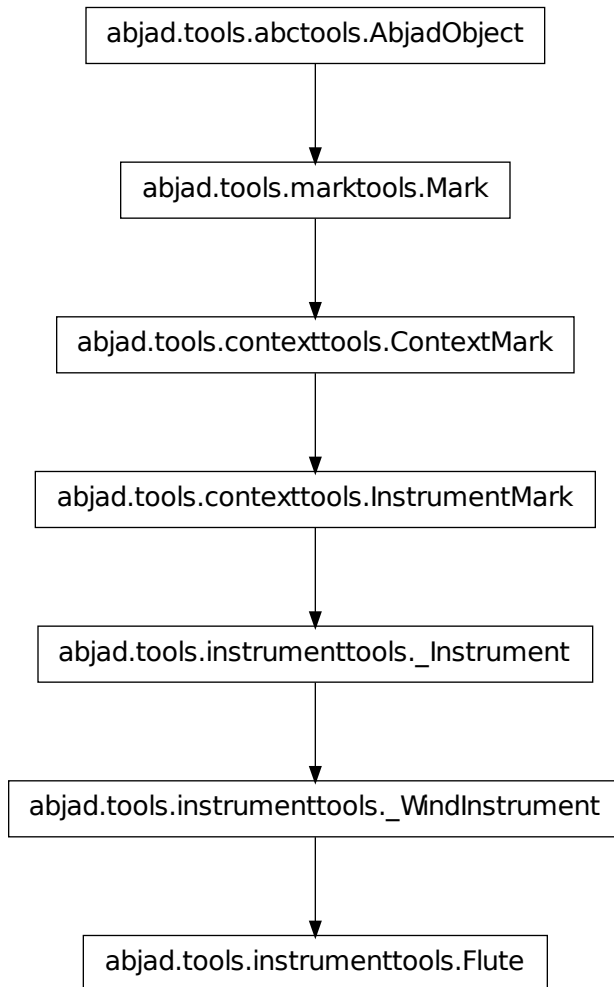 abjad.tools.abctools.AbjadObject
abjad.tools.marktools.Mark
abjad.tools.contexttools.ContextMark
abjad.tools.contexttools.InstrumentMark
abjad.tools.instrumenttools._Instrument
abjad.tools.instrumenttools._WindInstrument
abjad.tools.instrumenttools.Flute